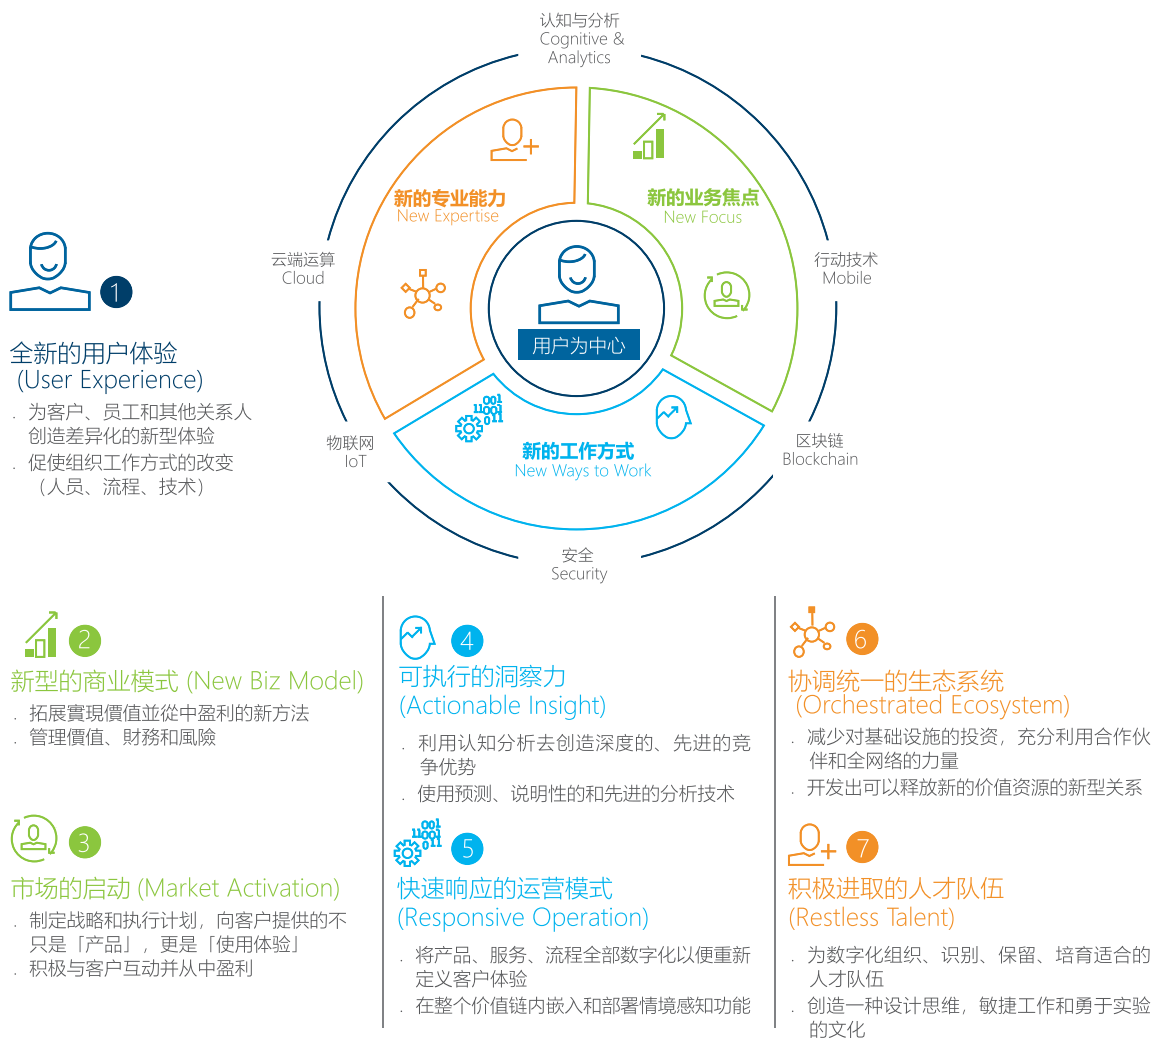 认知与分析
Cognitive &
Analytics
新的专业能力
New Expertise
新的业务焦点
New Focus
云端运算
Cloud
行动技术
Mobile
用户为中心
1
全新的用户体验
(User Experience)
. 为客户、员工和其他关系人
创造差异化的新型体验
. 促使组织工作方式的改变
（人员、流程、技术）
001
11001
011
新的工作方式
New Ways to Work
物联网
IoT
区块链
Blockchain
安全
Security
2
新型的商业模式 (New Biz Model)
. 拓展實現價值並從中盈利的新方法
. 管理價值、財務和風險
3
市场的启动 (Market Activation)
. 制定战略和执行计划，向客户提供的不
只是「产品」，更是「使用体验」
. 积极与客户互动并从中盈利
4
可执行的洞察力
(Actionable Insight)
. 利用认知分析去创造深度的、先进的竞
争优势
. 使用预测、说明性的和先进的分析技术
001
11001
011
5
快速响应的运营模式
(Responsive Operation)
. 将产品、服务、流程全部数字化以便重新
定义客户体验
. 在整个价值链内嵌入和部署情境感知功能
6
协调统一的生态系统
(Orchestrated Ecosystem)
. 减少对基础设施的投资，充分利用合作伙
伴和全网络的力量
. 开发出可以释放新的价值资源的新型关系
7
积极进取的人才队伍
(Restless Talent)
. 为数字化组织、识别、保留、培育适合的
人才队伍
. 创造一种设计思维，敏捷工作和勇于实验
的文化